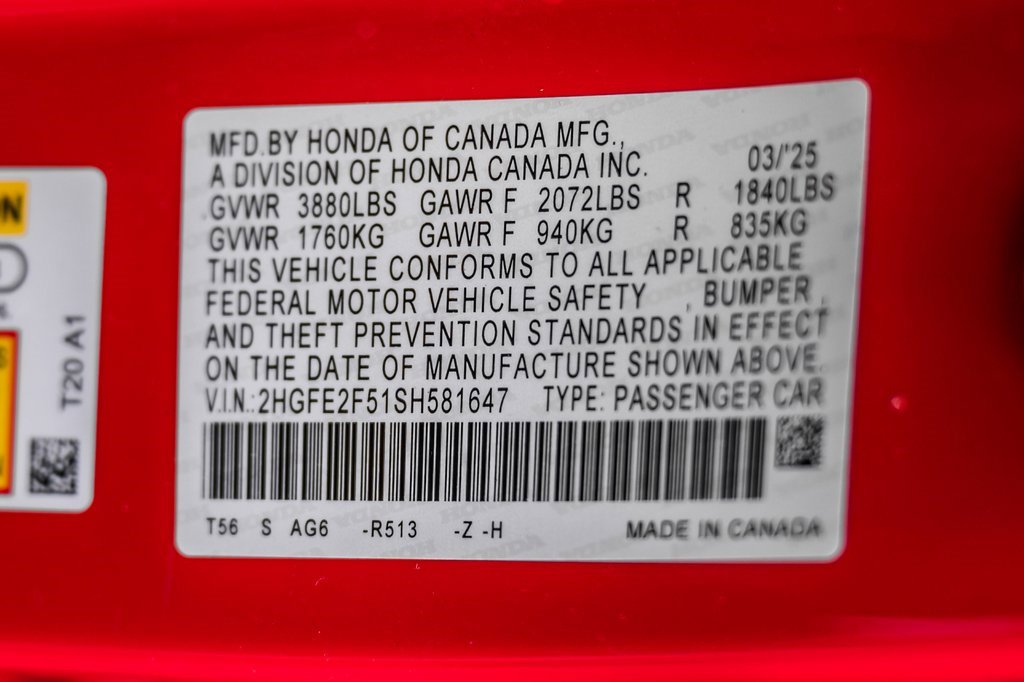 MFD.BY HONDA OF CANADA MFG.,
A DIVISION OF HONDA CANADA INC. 03/'25
GVWR 3880LBS GAWR F 2072LBS R 1840LBS
GVWR 1760KG GAWR F 940KG R 835KG
THIS VEHICLE CONFORMS TO ALL APPLICABLE
FEDERAL MOTOR VEHICLE SAFETY , BUMPER ,
AND THEFT PREVENTION STANDARDS IN EFFECT
ON THE DATE OF MANUFACTURE SHOWN ABOVE.
V.I.N.:2HGFE2F51SH581647 TYPE: PASSENGER CAR
T56 S AG6 -R513 -Z -H MADE IN CANADA
T20 A1